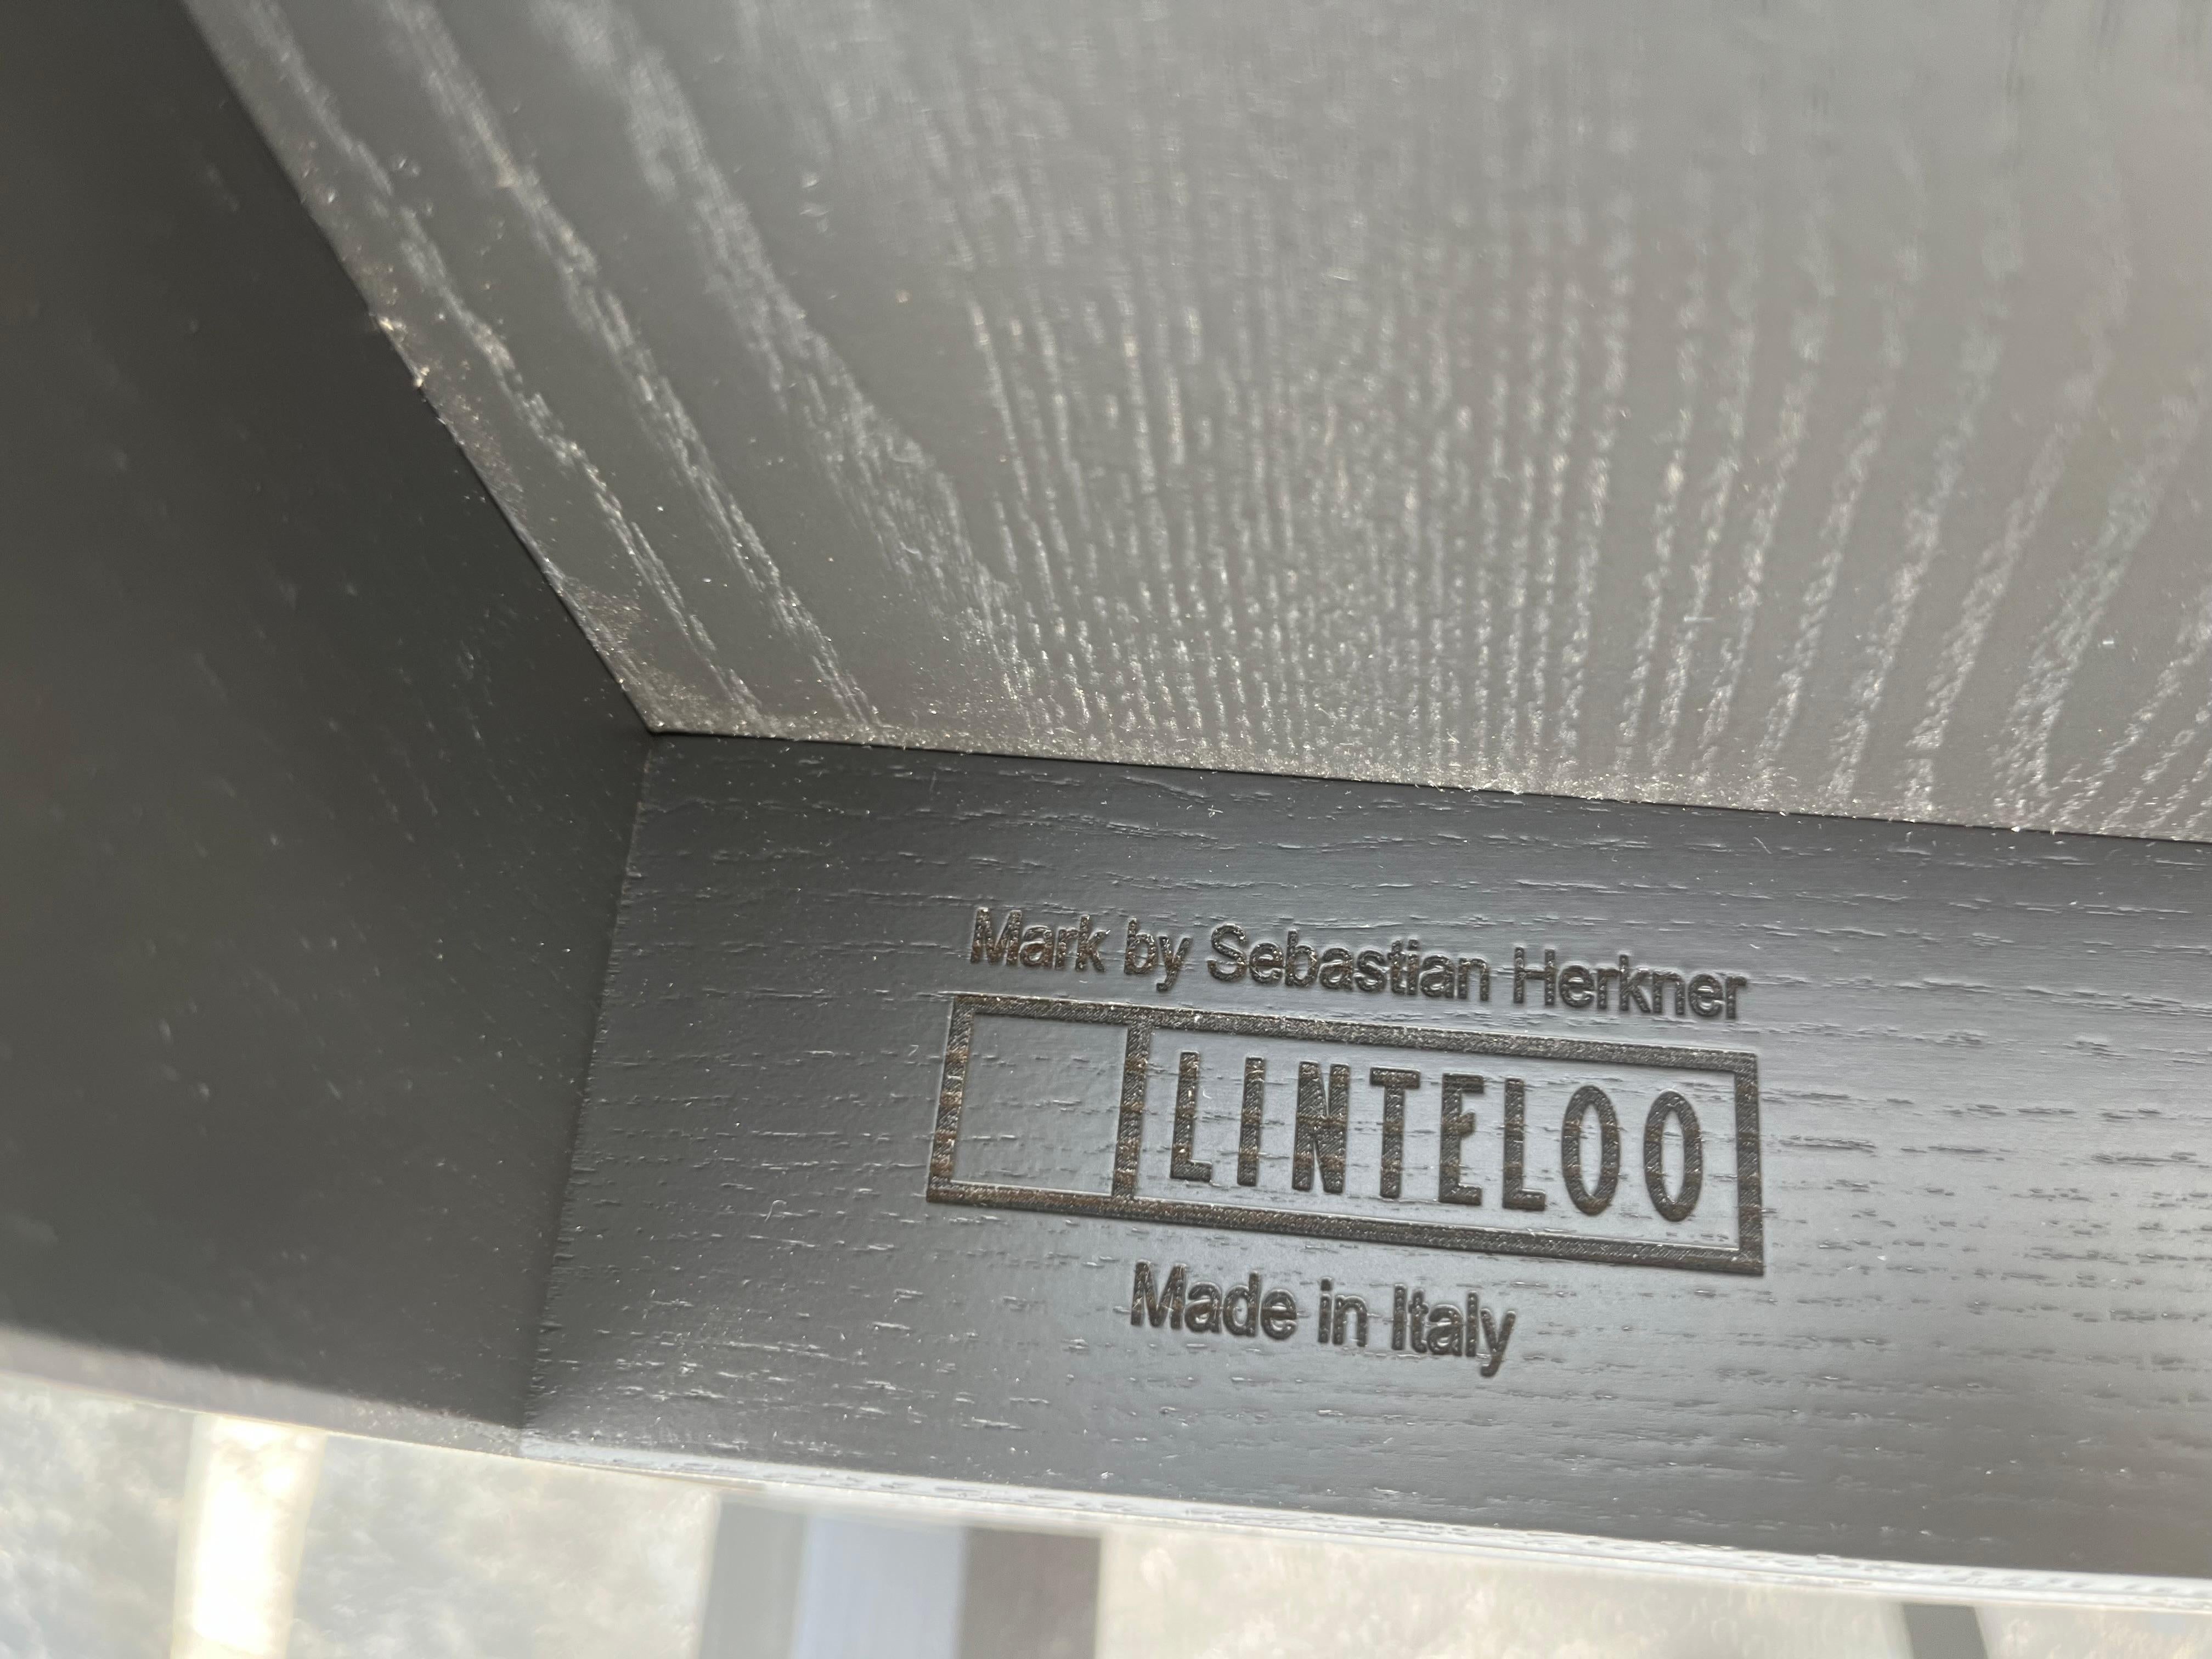 Mark by Sebastian Herkner
LINTELOO
Made in Italy